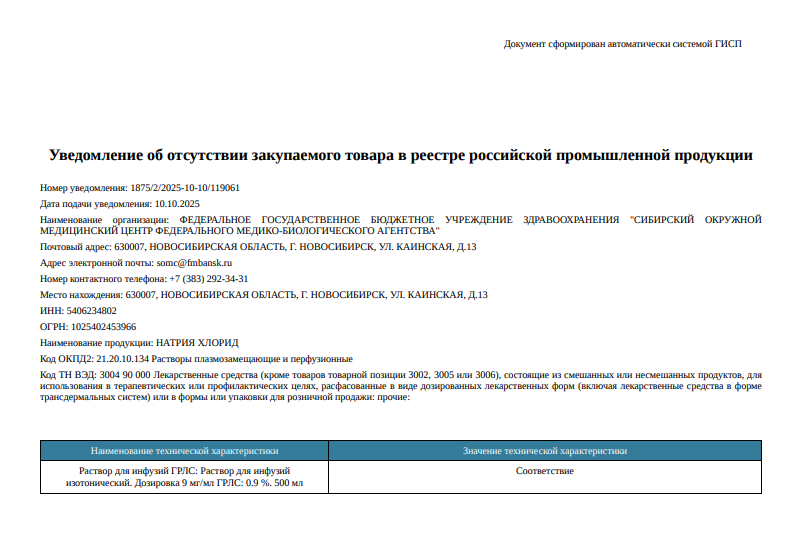 Документ сформирован автоматически системой ГИСП
Уведомление об отсутствии закупаемого товара в реестре российской промышленной продукции
Номер уведомления: 1875/2/2025-10-10/119061
Дата подачи уведомления: 10.10.2025
Наименование организации: ФЕДЕРАЛЬНОЕ ГОСУДАРСТВЕННОЕ БЮДЖЕТНОЕ УЧРЕЖДЕНИЕ ЗДРАВООХРАНЕНИЯ "СИБИРСКИЙ ОКРУЖНОЙ
МЕДИЦИНСКИЙ ЦЕНТР ФЕДЕРАЛЬНОГО МЕДИКО-БИОЛОГИЧЕСКОГО АГЕНТСТВА"
Почтовый адрес: 630007, НОВОСИБИРСКАЯ ОБЛАСТЬ, Г. НОВОСИБИРСК, УЛ. КАИНСКАЯ, Д.13
Адрес электронной почты: somc@fmbansk.ru
Номер контактного телефона: +7 (383) 292-34-31
Место нахождения: 630007, НОВОСИБИРСКАЯ ОБЛАСТЬ, Г. НОВОСИБИРСК, УЛ. КАИНСКАЯ, Д.13
ИНН: 5406234802
ОГРН: 1025402453966
Наименование продукции: НАТРИЯ ХЛОРИД
Код ОКПД2: 21.20.10.134 Растворы плазмозамещающие и перфузионные
Код ТН ВЭД: 3004 90 000 Лекарственные средства (кроме товаров товарной позиции 3002, 3005 или 3006), состоящие из смешанных или несмешанных продуктов, для
использования в терапевтических или профилактических целях, расфасованные в виде дозированных лекарственных форм (включая лекарственные средства в форме
трансдермальных систем) или в формы или упаковки для розничной продажи: прочие:
Наименование технической характеристики
Значение технической характеристики
Раствор для инфузий ГРЛС: Раствор для инфузий
изотонический. Дозировка 9 мг/мл ГРЛС: 0.9 %. 500 мл
Соответствие